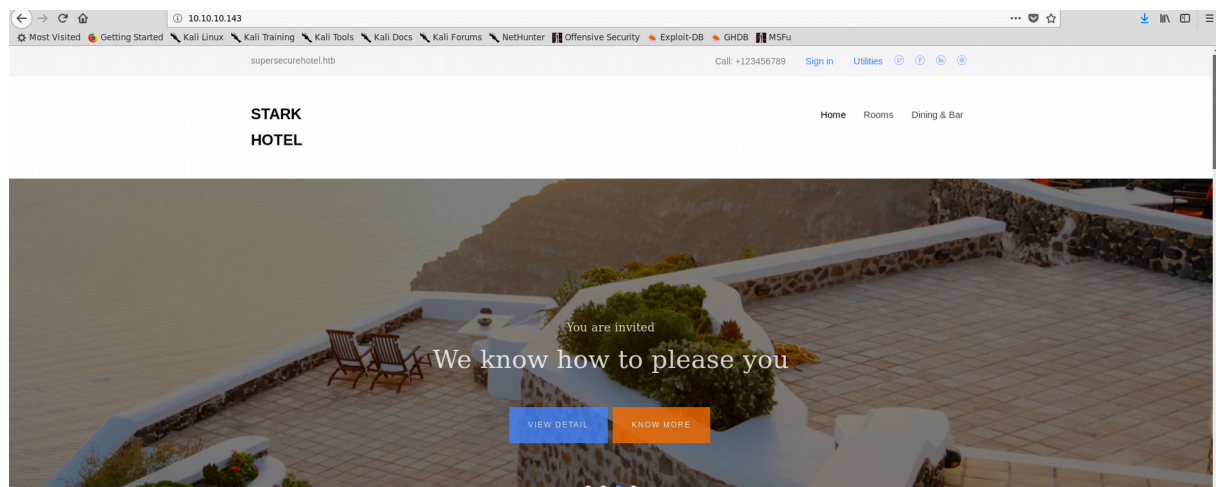 10.10.10.143
Most Visited Getting Started Kali Linux Kali Training Kali Tools Kali Docs Kali Forums NetHunter Offensive Security Exploit-DB GHDB MSFu
supersecurehotel.htb Call: +123456789 Sign in Utilities
STARK
HOTEL
Home Rooms Dining & Bar
You are invited
We know how to please you
VIEW DETAIL KNOW MORE